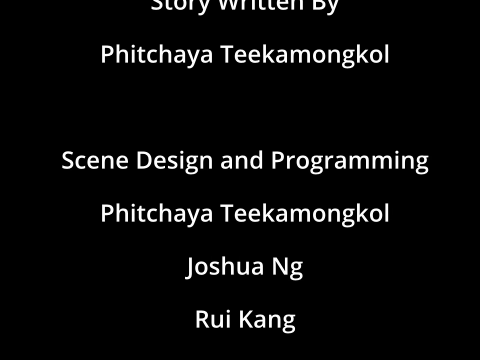 Story Written By
Phitchaya Teekamongkol
Scene Design and Programming
Phitchaya Teekamongkol
Joshua Ng
Rui Kang